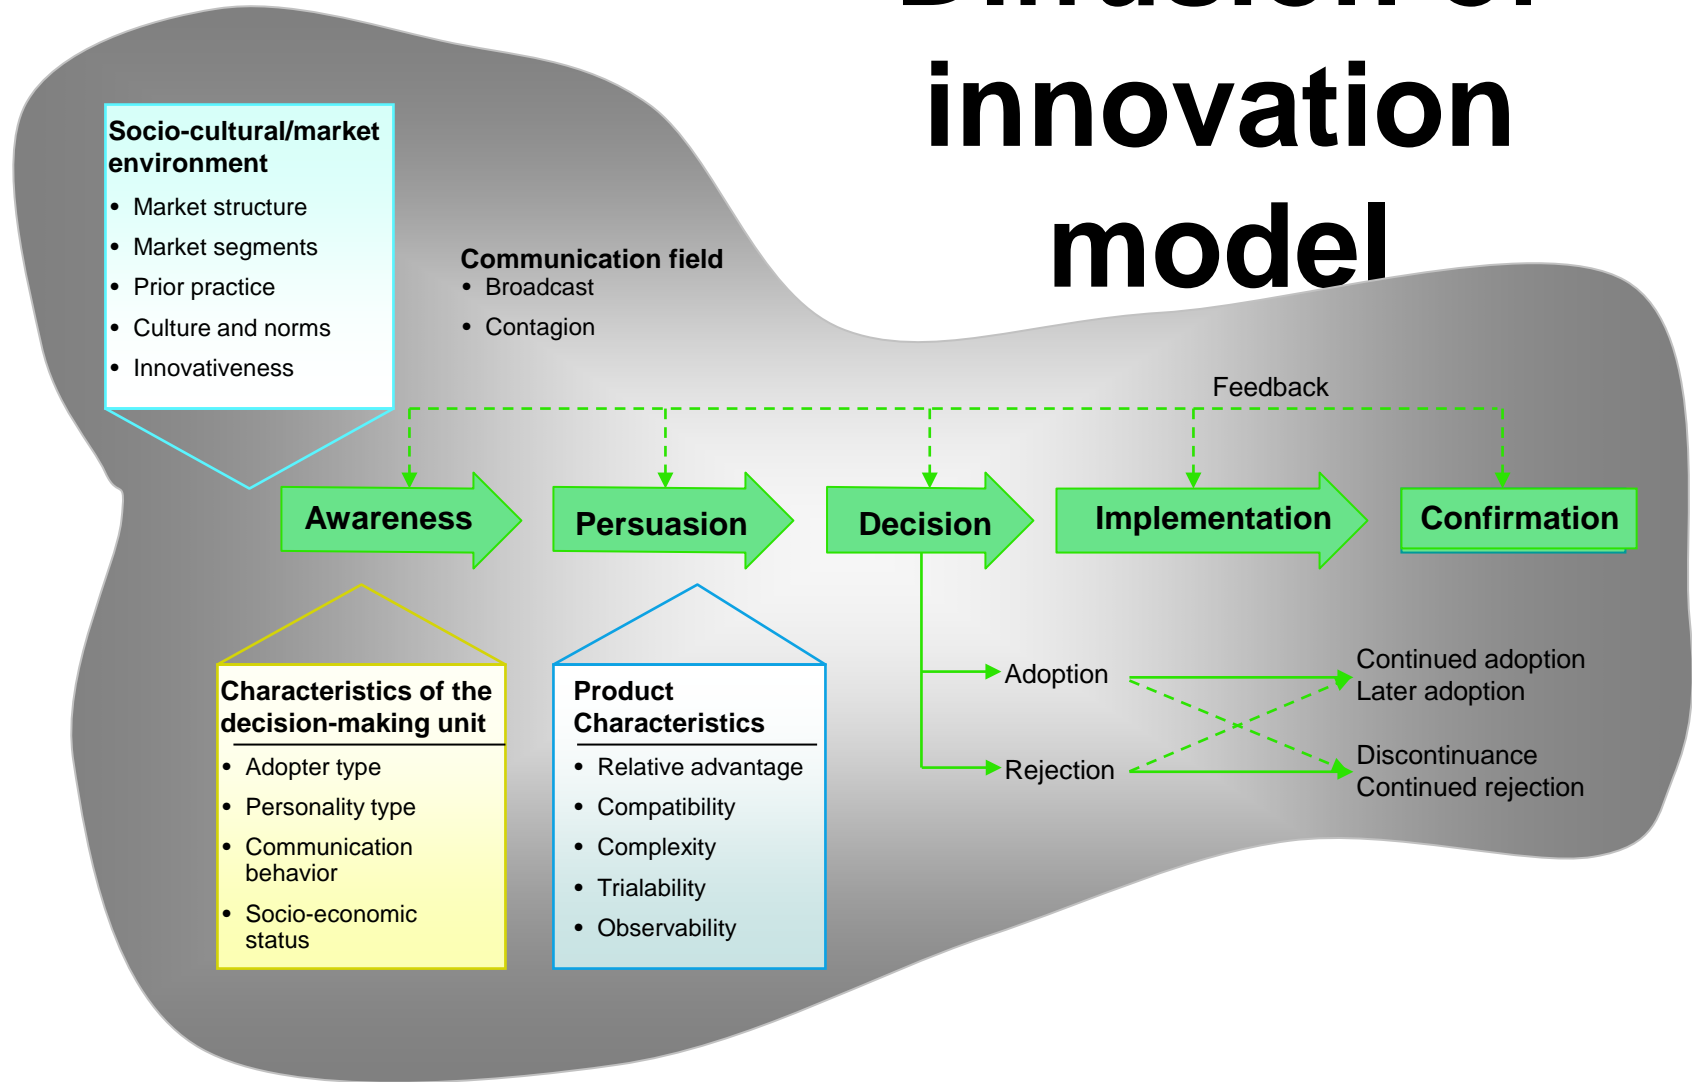 Diffusion of
innovation
model
Socio-cultural/market
environment
• Market structure
• Market segments
• Prior practice
• Culture and norms
• Innovativeness
Communication field
• Broadcast
• Contagion
Feedback
Awareness
Persuasion
Decision
Implementation
Confirmation
Characteristics of the
decision-making unit
• Adopter type
• Personality type
• Communication
behavior
• Socio-economic
status
Product
Characteristics
• Relative advantage
• Compatibility
• Complexity
• Trialability
• Observability
Adoption
Rejection
Continued adoption
Later adoption
Discontinuance
Continued rejection